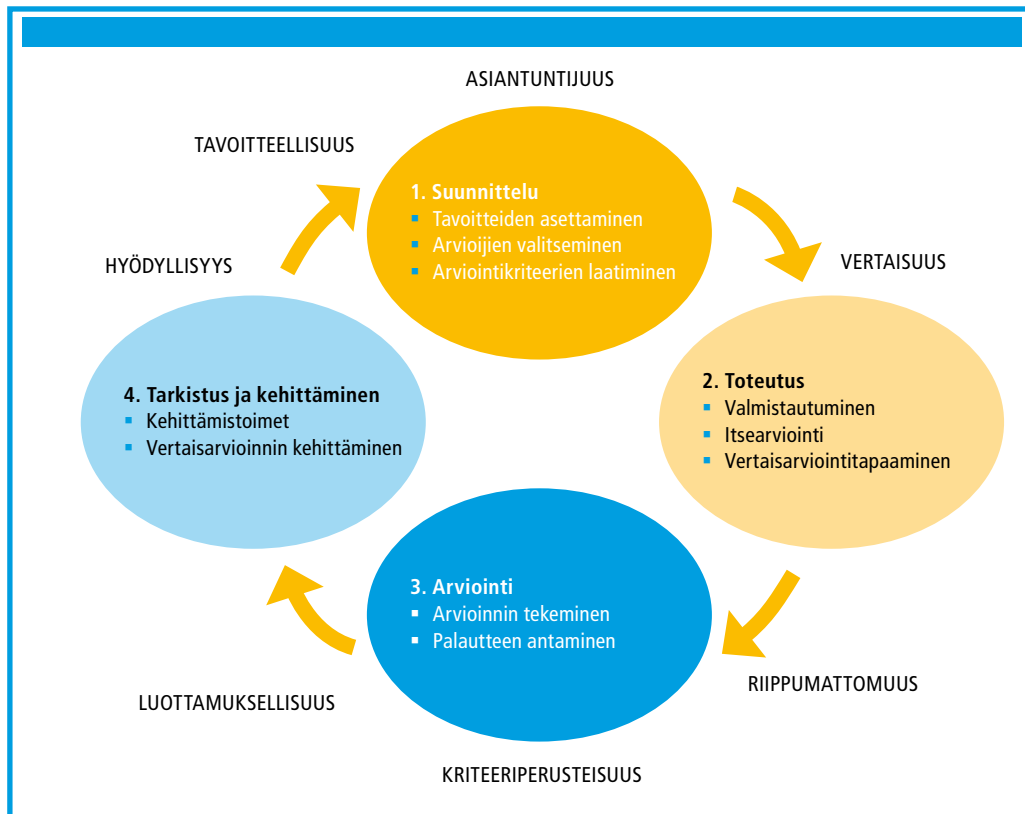 ASIANTUNTIJUUS
TAVOITTEELLISUUS
1. Suunnittelu
▪ Tavoitteiden asettaminen
▪ Arvioijien valitseminen
▪ Arviointikriteerien laatiminen
HYÖDYLLISYYS
VERTAISUUS
4. Tarkistus ja kehittäminen
▪ Kehittämistoimet
▪ Vertaisarvioinnin kehittäminen
2. Toteutus
▪ Valmistautuminen
▪ Itsearviointi
▪ Vertaisarviointitapaaminen
3. Arviointi
▪ Arvioinnin tekeminen
▪ Palautteen antaminen
LUOTTAMUKSELLISUUS
RIIPPUMATTOMUUS
KRITEERIPERUSTEISUUS